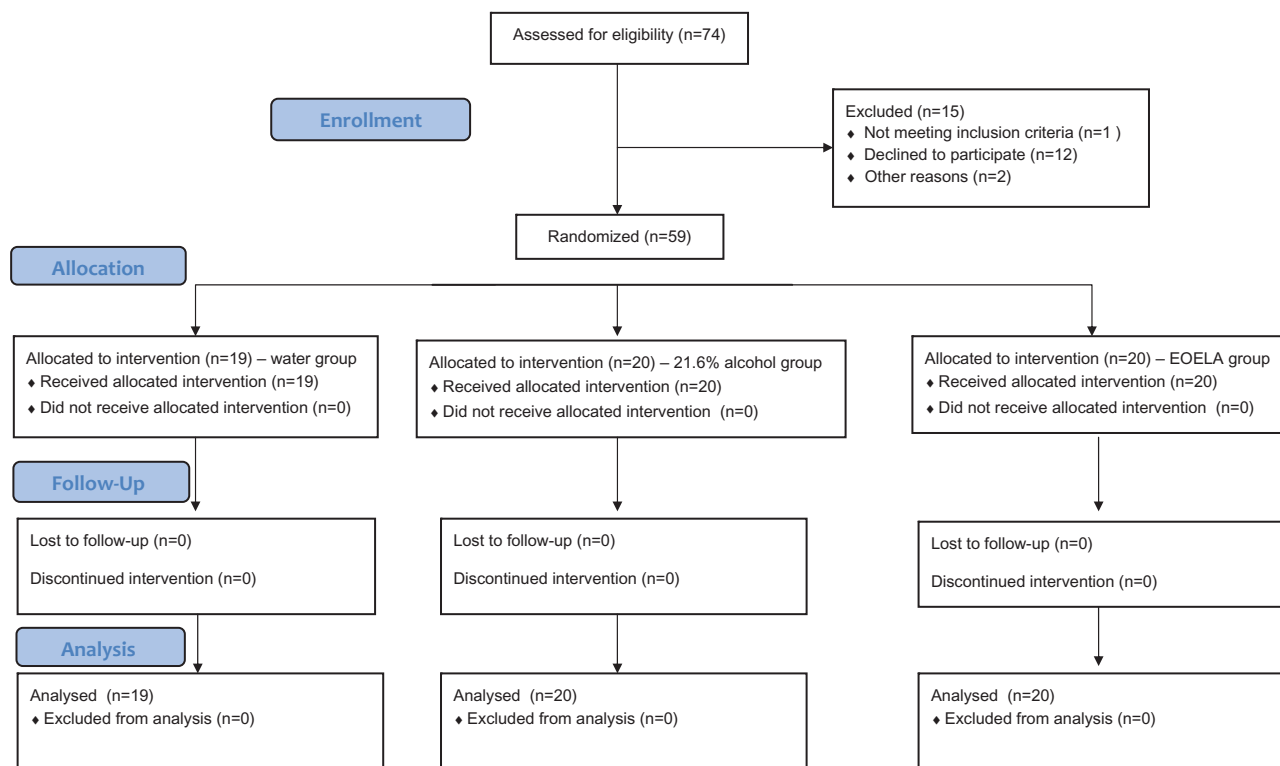 Assessed for eligibility (n=74)
Enrollment
Excluded (n=15)
♦ Not meeting inclusion criteria (n=1 )
♦ Declined to participate (n=12)
♦ Other reasons (n=2)
Randomized (n=59)
Allocation
Allocated to intervention (n=19) – water group
♦ Received allocated intervention (n=19)
♦ Did not receive allocated intervention (n=0)
Allocated to intervention (n=20) – 21.6% alcohol group
♦ Received allocated intervention (n=20)
♦ Did not receive allocated intervention (n=0)
Allocated to intervention (n=20) – EOELA group
♦ Received allocated intervention (n=20)
♦ Did not receive allocated intervention (n=0)
Follow-Up
Lost to follow-up (n=0)
Discontinued intervention (n=0)
Lost to follow-up (n=0)
Discontinued intervention (n=0)
Lost to follow-up (n=0)
Discontinued intervention (n=0)
Analysis
Analysed (n=19)
♦ Excluded from analysis (n=0)
Analysed (n=20)
♦ Excluded from analysis (n=0)
Analysed (n=20)
♦ Excluded from analysis (n=0)